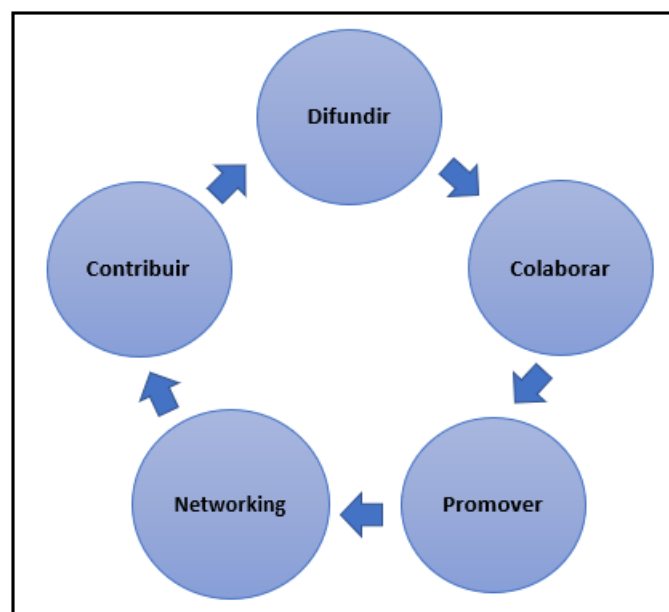 Difundir
Colaborar
Promover
Networking
Contribuir